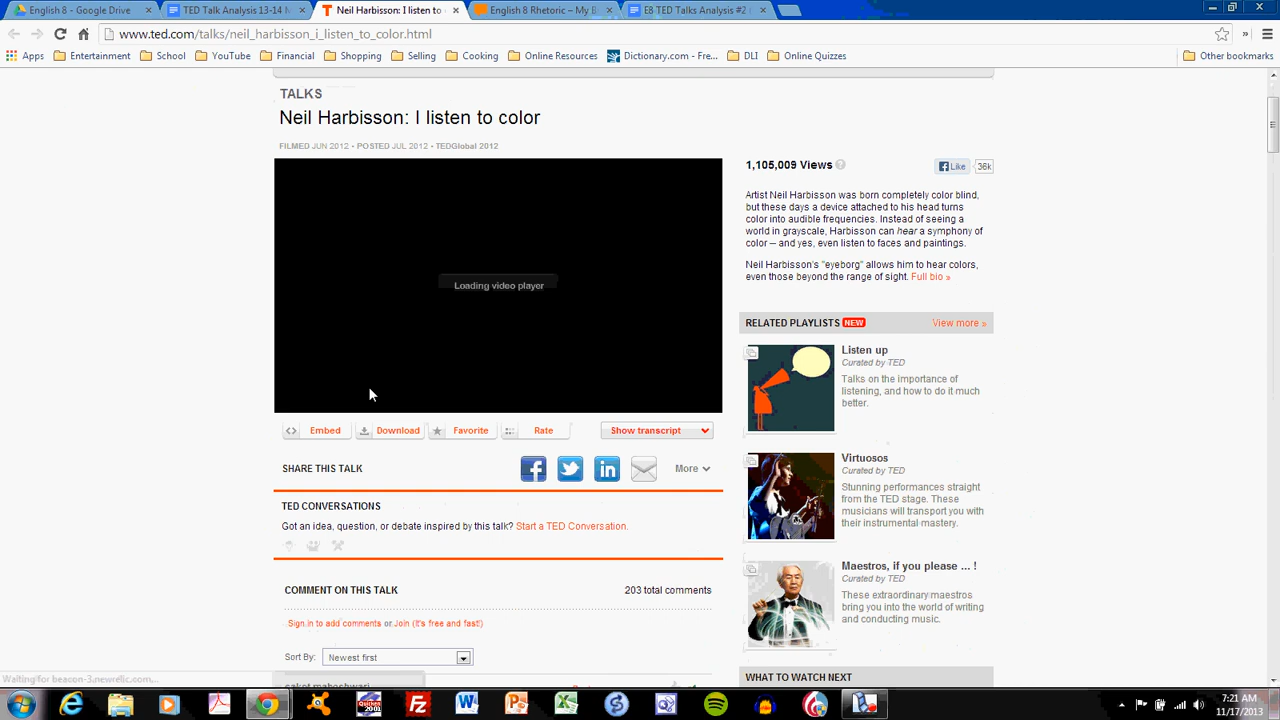 English 8 - Google Drive
TED Talk Analysis 13-14 M
Neil Harbisson: I listen to
English 8 Rhetoric – My B
E8 TED Talks Analysis #2
www.ted.com/talks/neil_harbisson_i_listen_to_color.html
Apps Entertainment School YouTube Financial Shopping Selling Cooking Online Resources Dictionary.com - Fre... DLI Online Quizzes Other bookmarks
TALKS
Neil Harbisson: I listen to color
FILMED JUN 2012 • POSTED JUL 2012 • TEDGlobal 2012
Loading video player
Embed Download Favorite Rate Show transcript
SHARE THIS TALK
More
TED CONVERSATIONS
Got an idea, question, or debate inspired by this talk? Start a TED Conversation.
COMMENT ON THIS TALK 203 total comments
Sign in to add comments or Join (It's free and fast!)
Sort By: Newest first
1,105,009 Views ?
Like 36k
Artist Neil Harbisson was born completely color blind,
but these days a device attached to his head turns
color into audible frequencies. Instead of seeing a
world in grayscale, Harbisson can hear a symphony of
color – and yes, even listen to faces and paintings.
Neil Harbisson's "eyeborg" allows him to hear colors,
even those beyond the range of sight. Full bio »
RELATED PLAYLISTS NEW View more »
Listen up
Curated by TED
Talks on the importance of
listening, and how to do it much
better.
Virtuosos
Curated by TED
Stunning performances straight
from the TED stage. These
musicians will transport you with
their instrumental mastery.
Maestros, if you please ... !
Curated by TED
These extraordinary maestros
bring you into the world of writing
and conducting music.
WHAT TO WATCH NEXT
Waiting for beacon-3.newrelic.com...
7:21 AM
11/17/2013